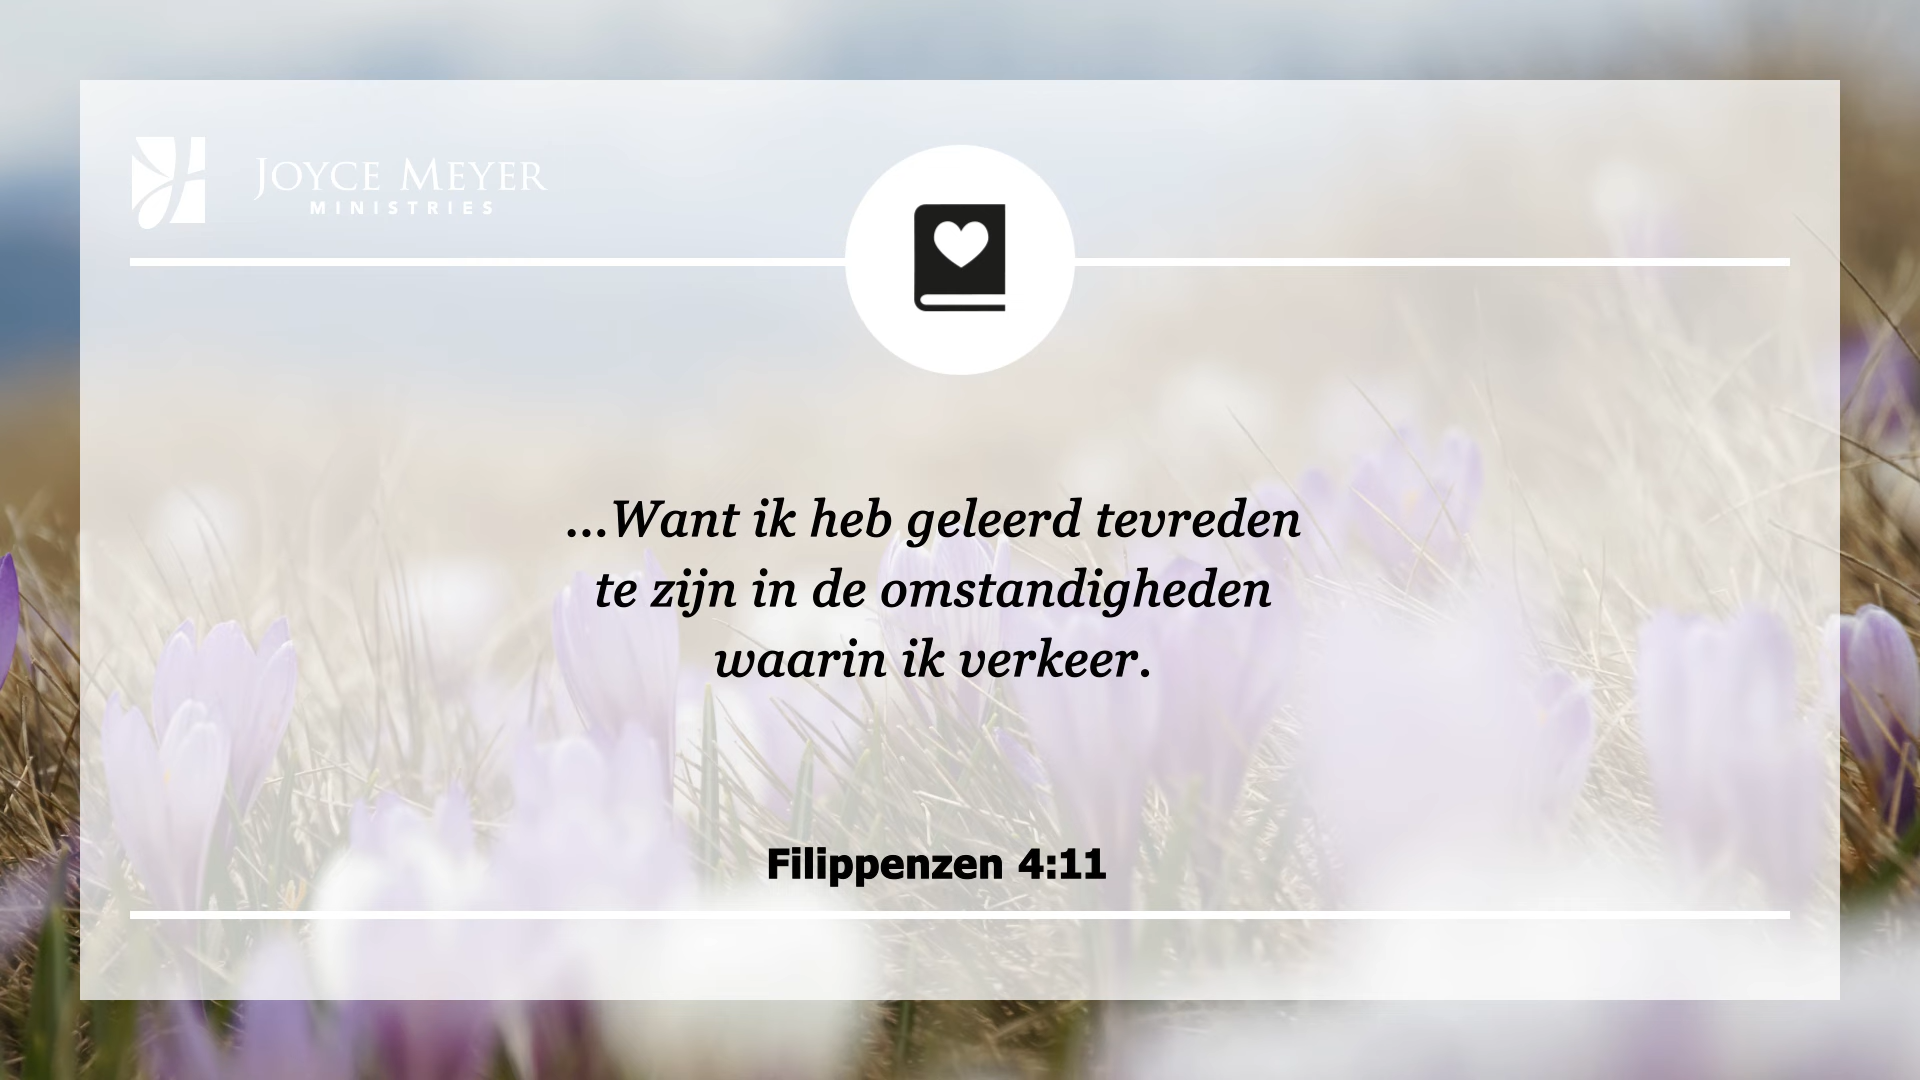 JOYCE MEYER
MINISTRIES
...Want ik heb geleerd tevreden
te zijn in de omstandigheden
waarin ik verkeer.
Filippenzen 4:11